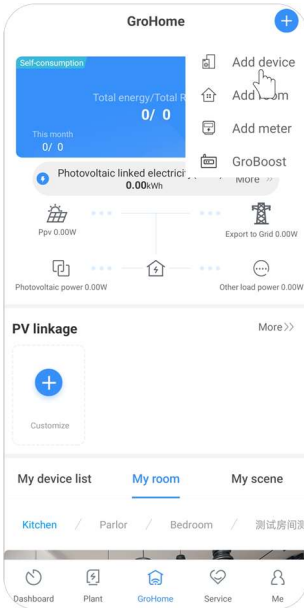 GroHome
Self-consumption
Add device
Add room
Total energy/Total R
0/ 0
Add meter
This month
0/ 0
GroBoost
Photovoltaic linked electricity
0.00kWh
More >>
Ppv 0.00W
Export to Grid 0.00W
Photovoltaic power 0.00W
Other load power 0.00W
PV linkage
More>>
Customize
My device list
My room
My scene
Kitchen / Parlor / Bedroom / 测试房间测
Dashboard
Plant
GroHome
Service
Me